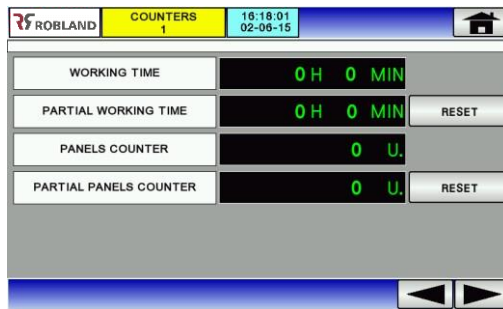 ROBLAND
COUNTERS
1
16:18:01
02-06-15
WORKING TIME 0 H 0 MIN
PARTIAL WORKING TIME 0 H 0 MIN RESET
PANELS COUNTER 0 U.
PARTIAL PANELS COUNTER 0 U. RESET